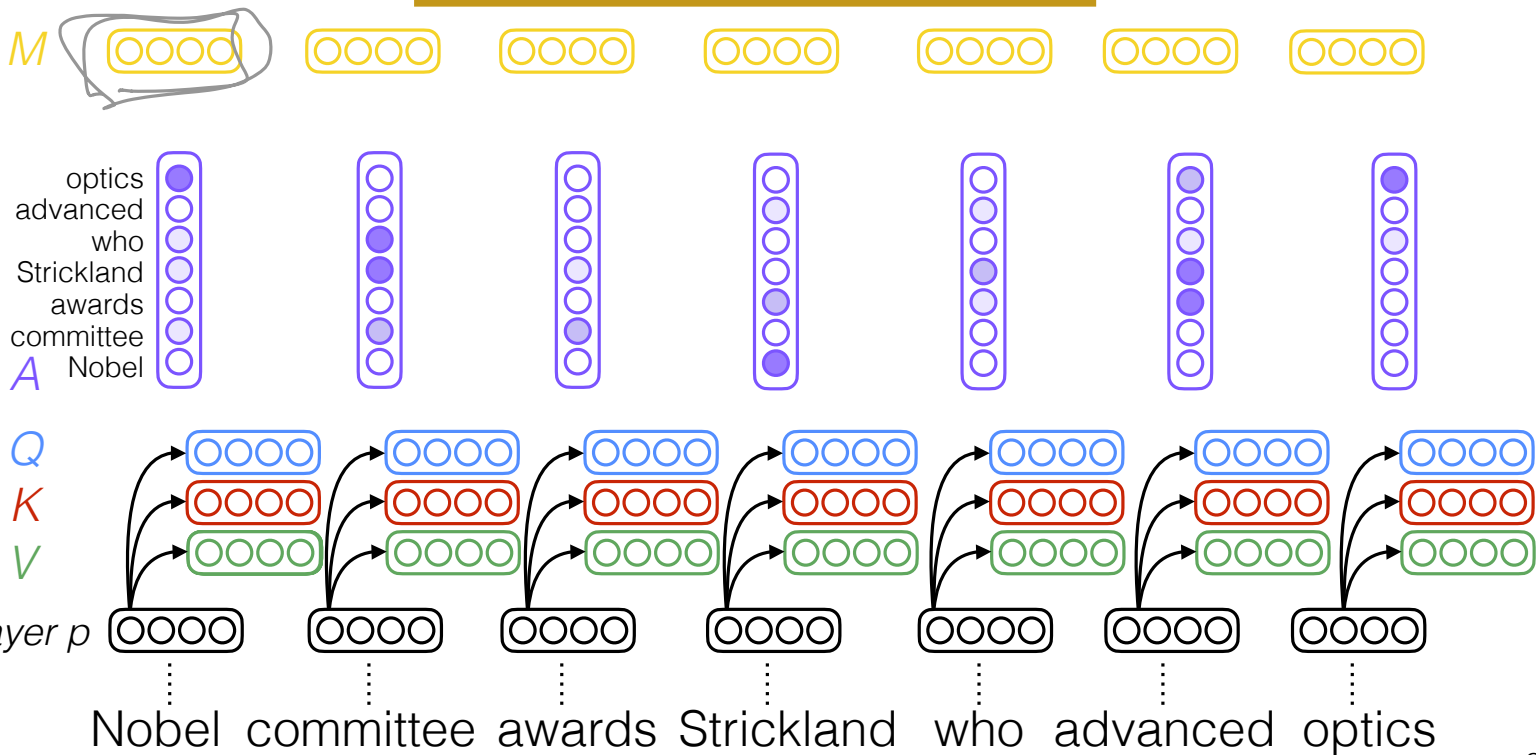 M
optics
advanced
who
Strickland
awards
committee
A Nobel
Q
K
V
ayer p
Nobel committee awards Strickland who advanced optics